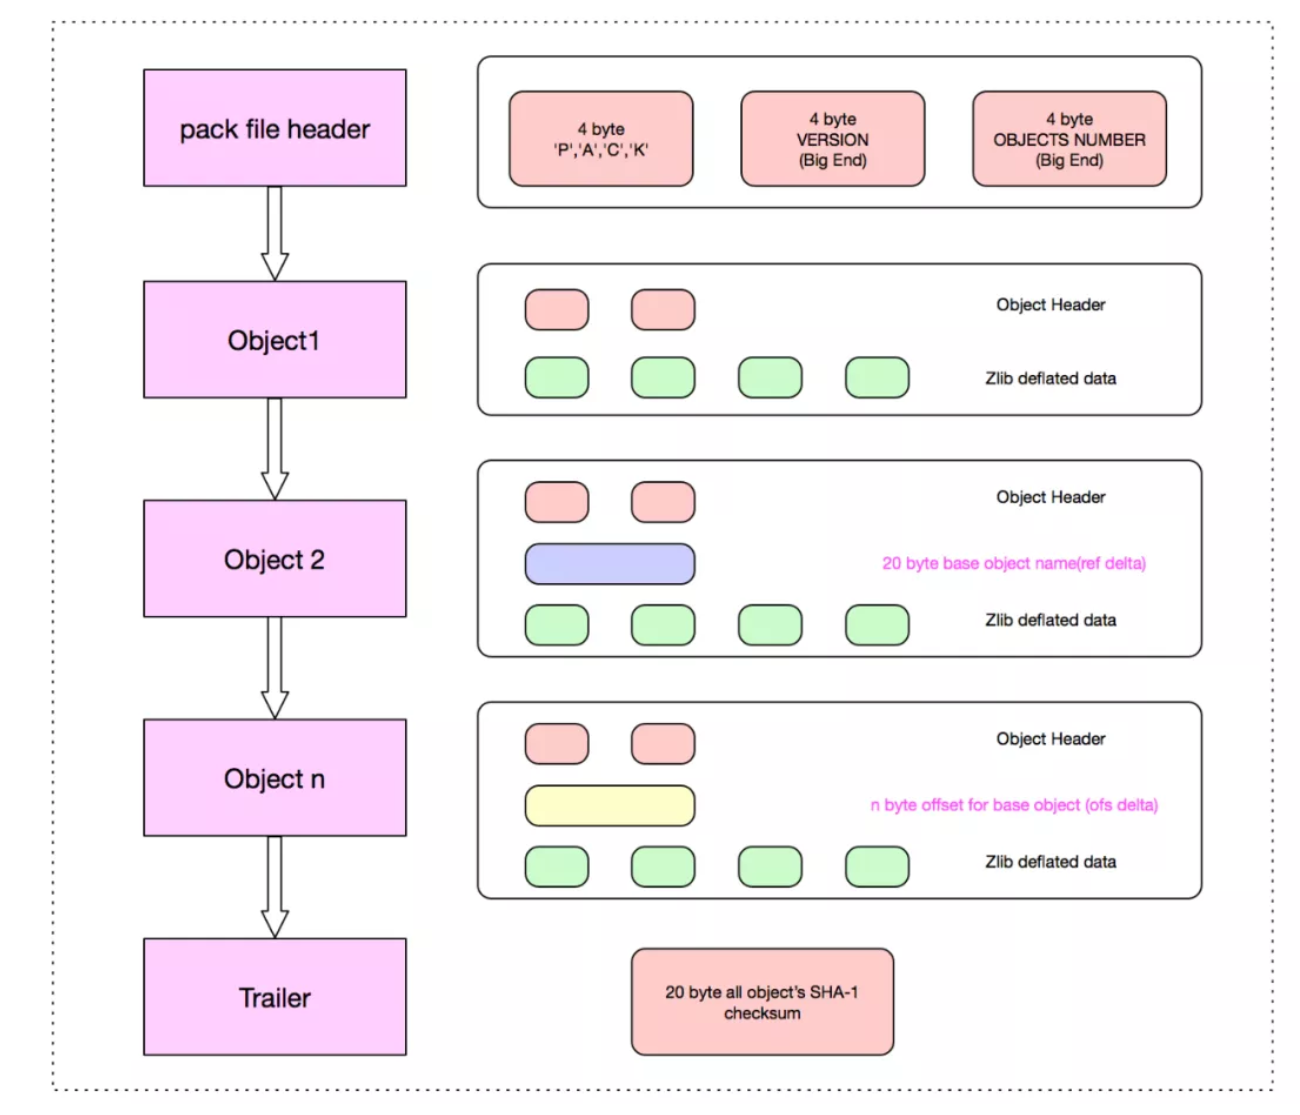 pack file header
4 byte
'P','A','C','K'
4 byte
VERSION
(Big End)
4 byte
OBJECTS NUMBER
(Big End)
Object1
Object Header
Zlib deflated data
Object 2
Object Header
20 byte base object name(ref delta)
Zlib deflated data
Object n
Object Header
n byte offset for base object (ofs delta)
Zlib deflated data
Trailer
20 byte all object's SHA-1
checksum